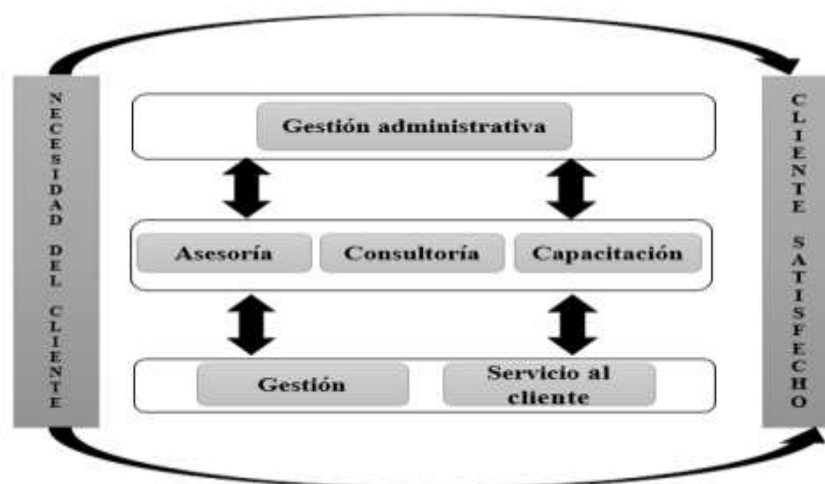 NECESIDAD DEL CLIENTE
Gestión administrativa
Asesoría
Consultoría
Capacitación
Gestión
Servicio al
cliente
CLIENTE SATISFECHO